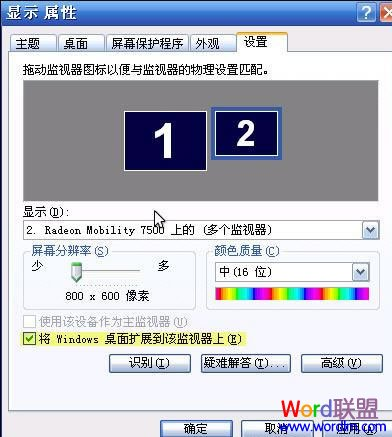 显示 属性
主题 桌面 屏幕保护程序 外观 设置
拖动监视器图标以便与监视器的物理设置匹配。
1 2
显示(D):
2. Radeon Mobility 7500 上的 (多个监视器)
屏幕分辨率(S) 颜色质量(C)
少 多 中(16 位)
800 x 600 像素
使用该设备作为主监视器(U)
将 Windows 桌面扩展到该监视器上(E)
识别(I) 疑难解答(T)... 高级(V)
Word联盟
确定 取消 应用(A)
www.wordlm.com